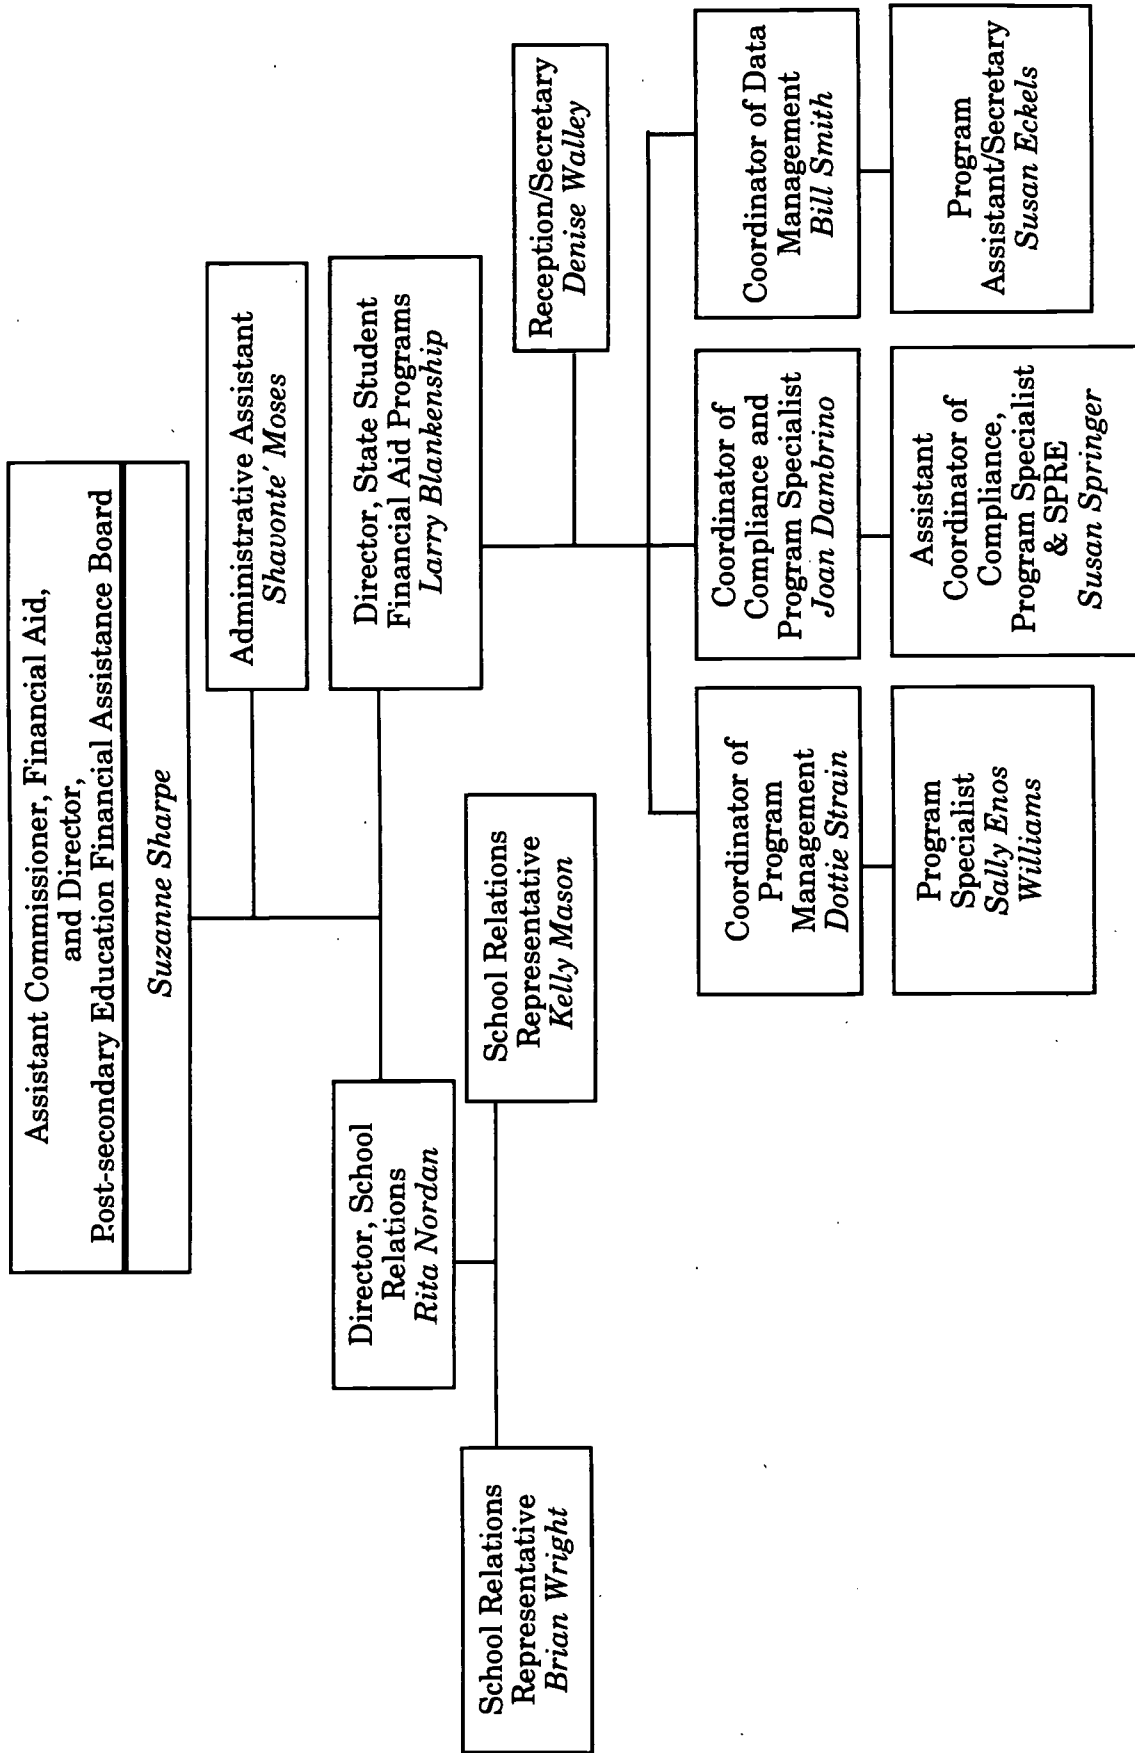 Assistant Commissioner, Financial Aid,
and Director,
Post-secondary Education Financial Assistance Board
Suzanne Sharpe
Administrative Assistant
Shavonte' Moses
Director, School
Relations
Rita Nordan
Director, State Student
Financial Aid Programs
Larry Blankenship
School Relations
Representative
Brian Wright
School Relations
Representative
Kelly Mason
Reception/Secretary
Denise Walley
Coordinator of
Program
Management
Dottie Strain
Coordinator of
Compliance and
Program Specialist
Joan Dambrino
Coordinator of Data
Management
Bill Smith
Program
Specialist
Sally Enos
Williams
Assistant
Coordinator of
Compliance,
Program Specialist
& SPRE
Susan Springer
Program
Assistant/Secretary
Susan Eckels